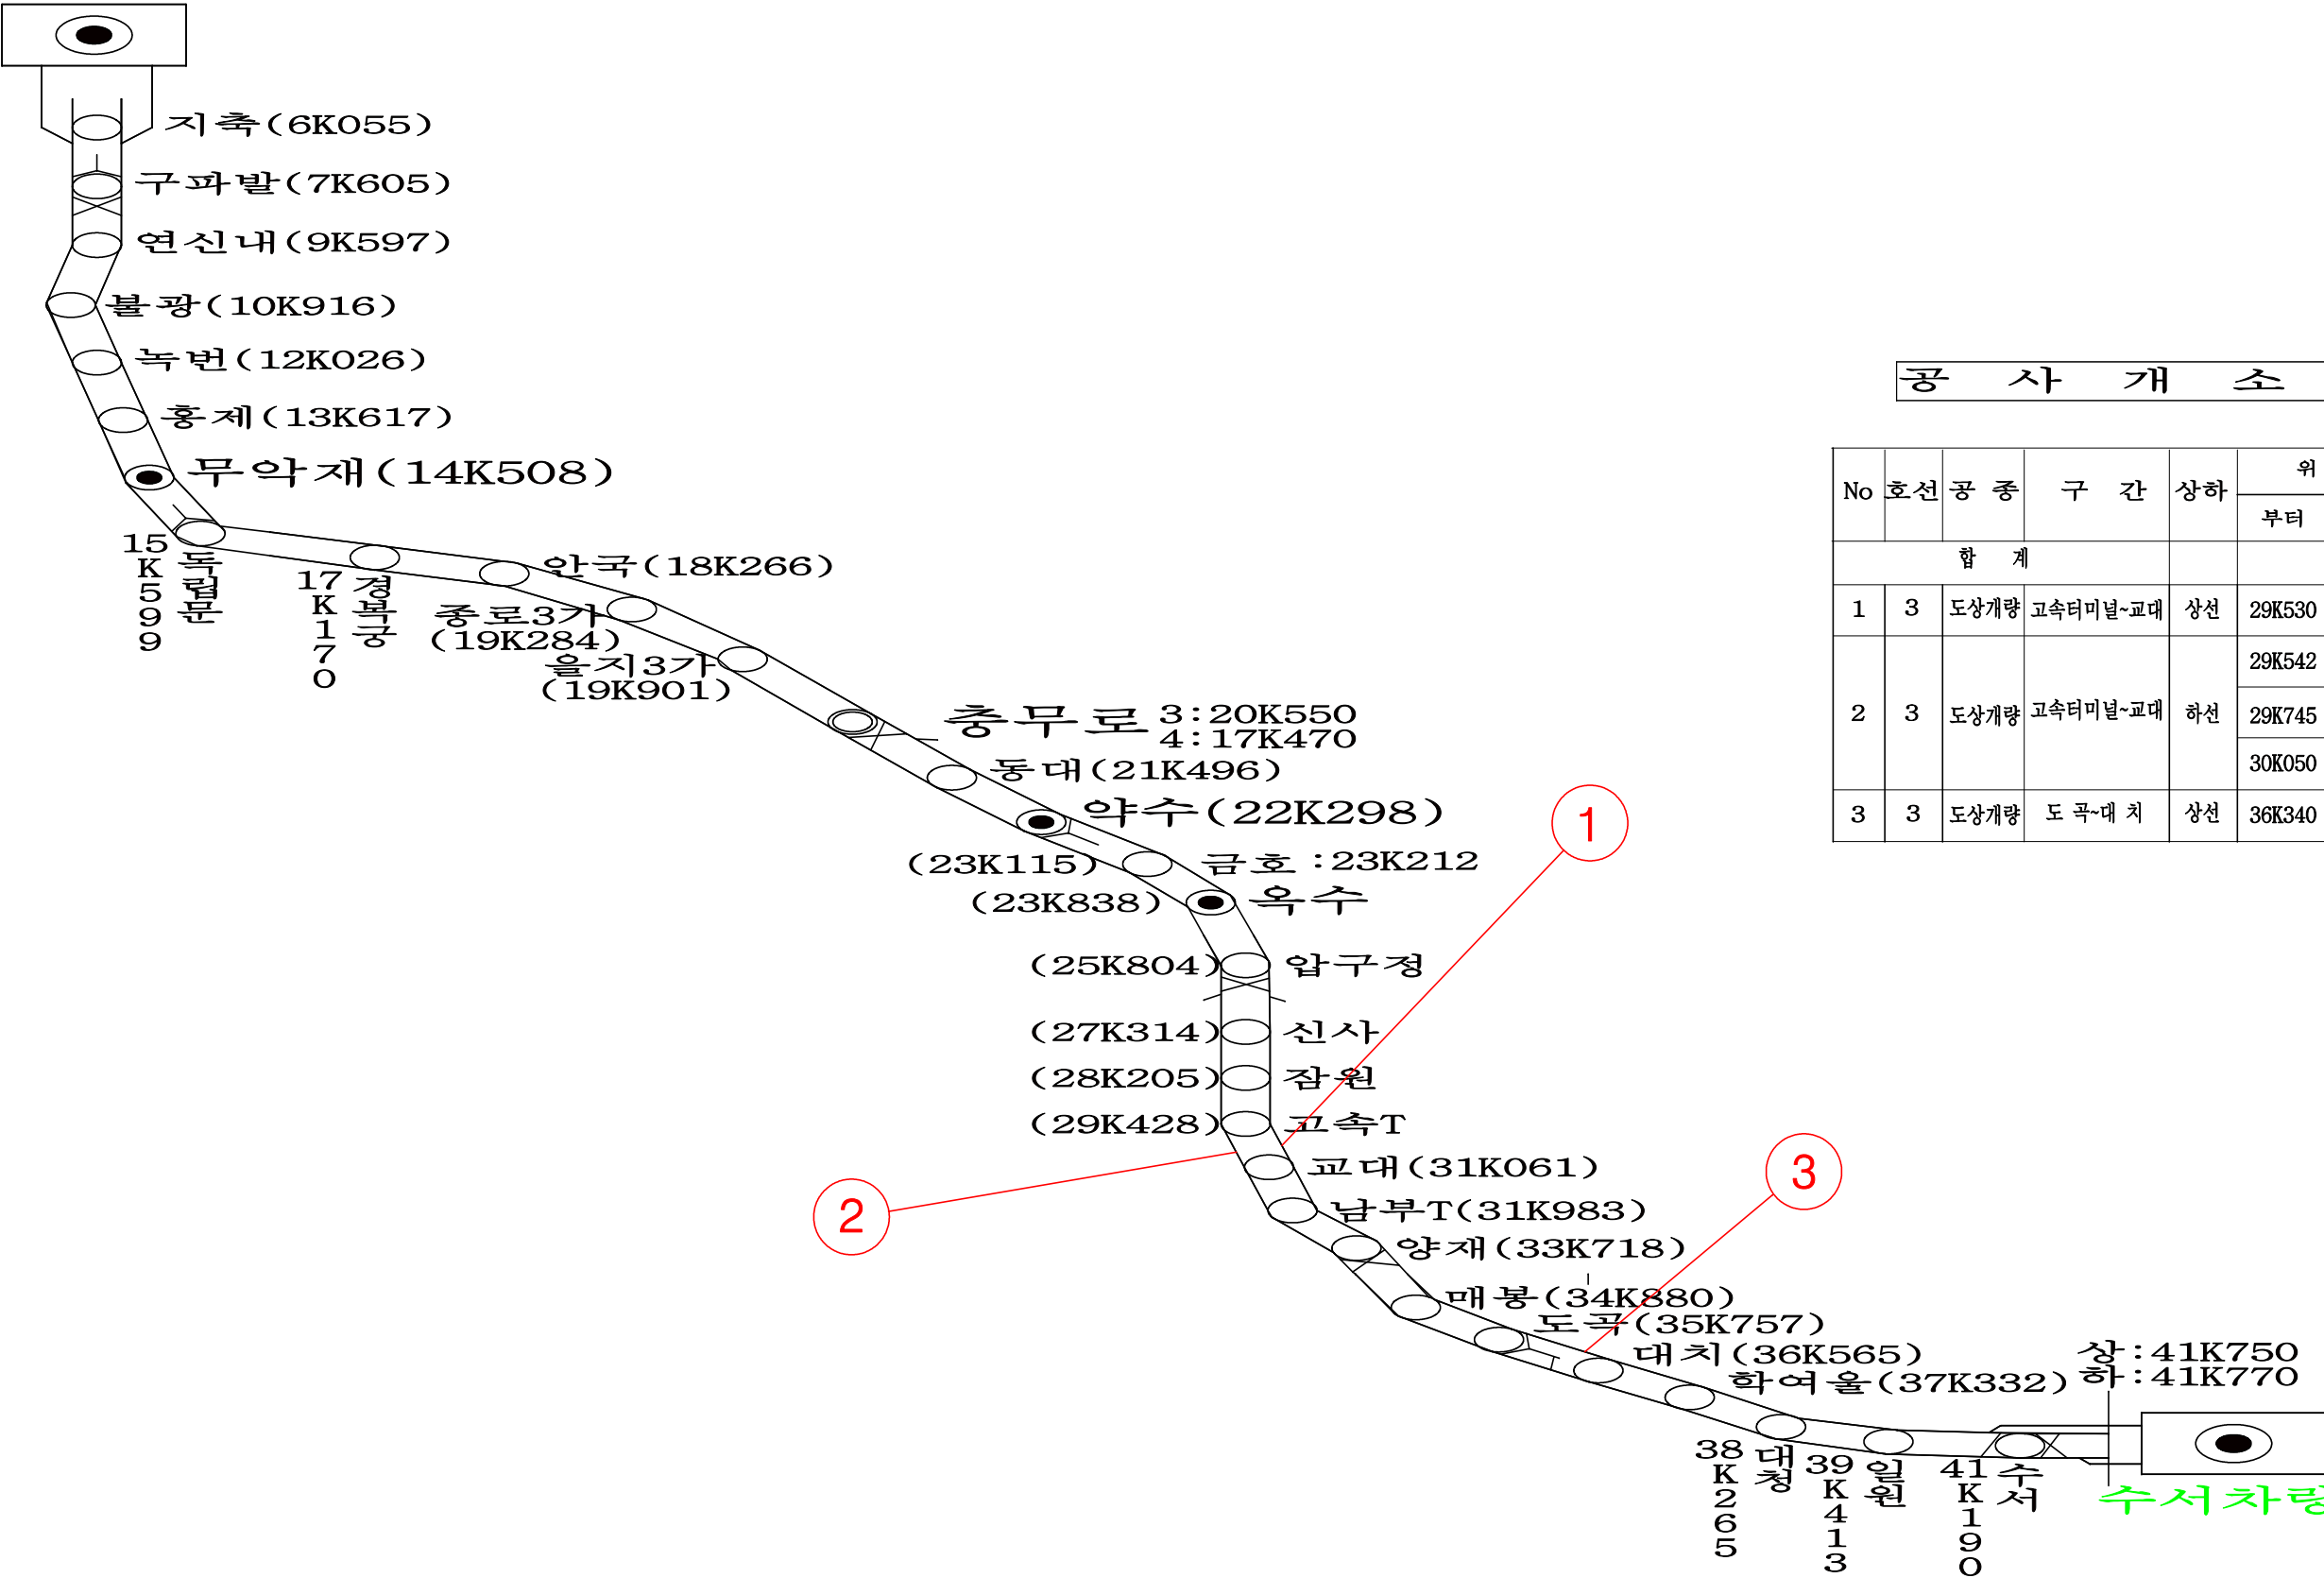 지축(6K055)
구파발(7K605)
연신내(9K597)
불광(10K916)
녹번(12K026)
홍제(13K617)
무악재(14K508)
15K599
독립문
17K170
경복궁
안국(18K266)
종로3가
(19K284)
을지3가
(19K901)
충무로
3:20K550
4:17K470
동대(21K496)
약수(22K298)
(23K115) 금호:23K212
(23K838) 옥수
(25K804) 압구정
(27K314) 신사
(28K205) 잠원
(29K428) 고속T
교대(31K061)
남부T(31K983)
양재(33K718)
매봉(34K880)
도곡(35K757)
대치(36K565)
학여울(37K332)
38K265
대청
39K413
일원
41K190
수서
상:41K750
하:41K770
수서차량
1
2
3
공 사 개 소
No 호선 공 종 구 간 상하 위
부터
합 계
1 3 도상개량 고속터미널~교대 상선 29K530
2 3 도상개량 고속터미널~교대 하선 29K542
29K745
30K050
3 3 도상개량 도 곡~대 치 상선 36K340